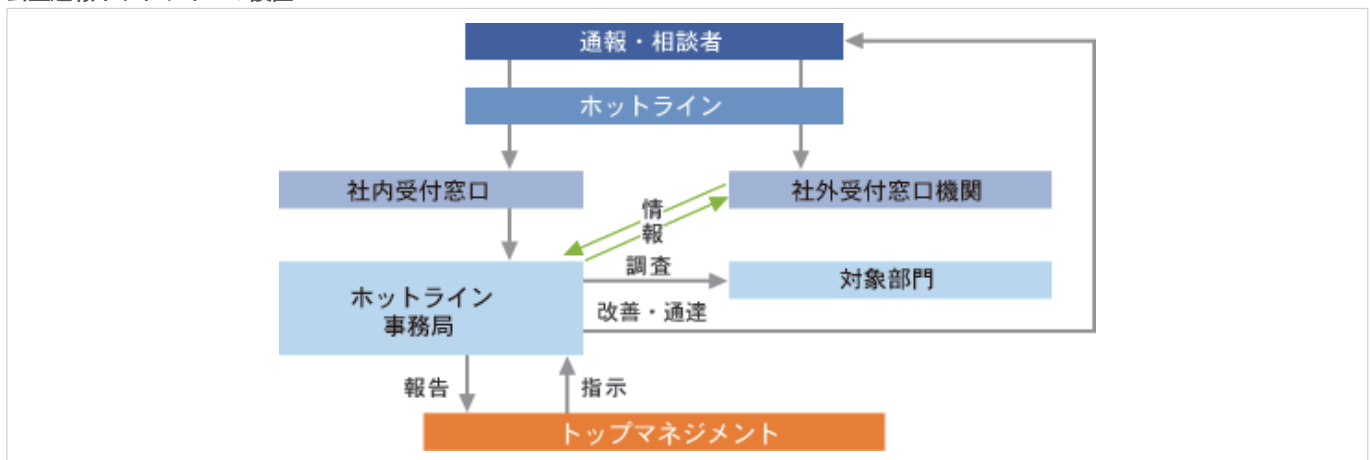 通報・相談者
ホットライン
社内受付窓口
社外受付窓口機関
情
報
調査
対象部門
ホットライン
事務局
改善・通達
報告
指示
トップマネジメント